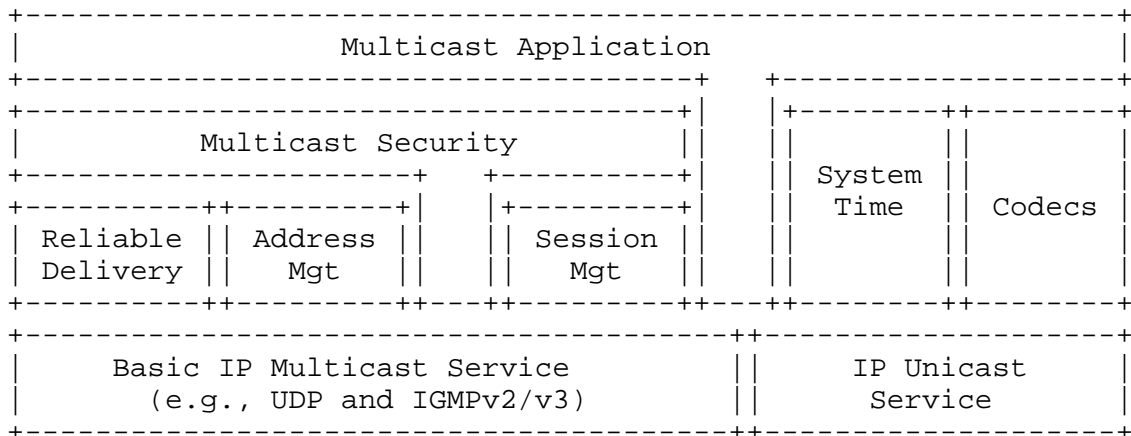 Multicast Application
Multicast Security
System
Time
Codecs
Reliable Address Session
Delivery Mgt Mgt
Basic IP Multicast Service IP Unicast
(e.g., UDP and IGMPv2/v3) Service